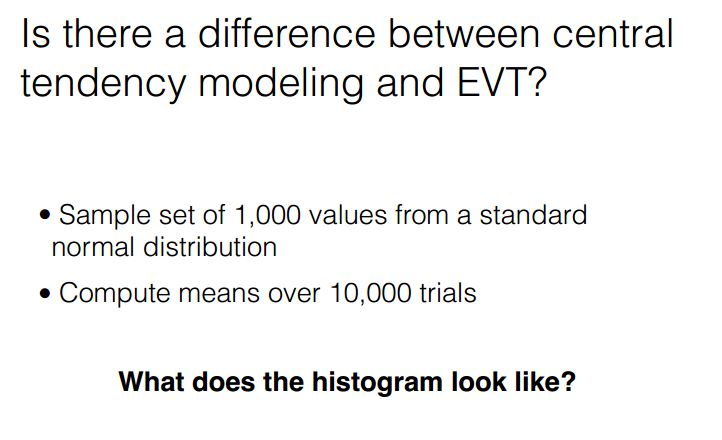 Is there a difference between central
tendency modeling and EVT?
• Sample set of 1,000 values from a standard
normal distribution
• Compute means over 10,000 trials
What does the histogram look like?